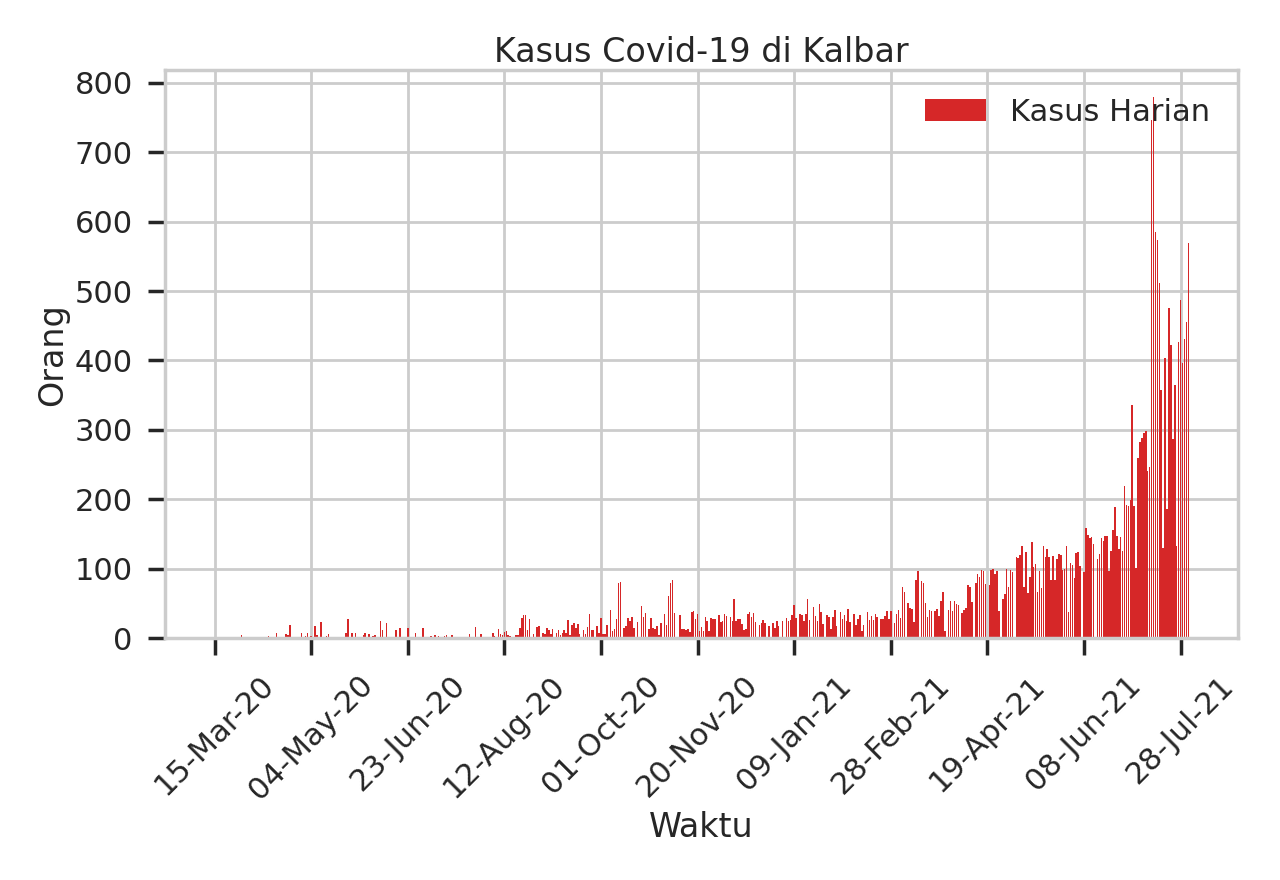 Kasus Covid-19 di Kalbar
Kasus Harian
Orang
800
700
600
500
400
300
200
100
0
15-Mar-20
04-May-20
23-Jun-20
12-Aug-20
01-Oct-20
20-Nov-20
09-Jan-21
28-Feb-21
19-Apr-21
08-Jun-21
28-Jul-21
Waktu